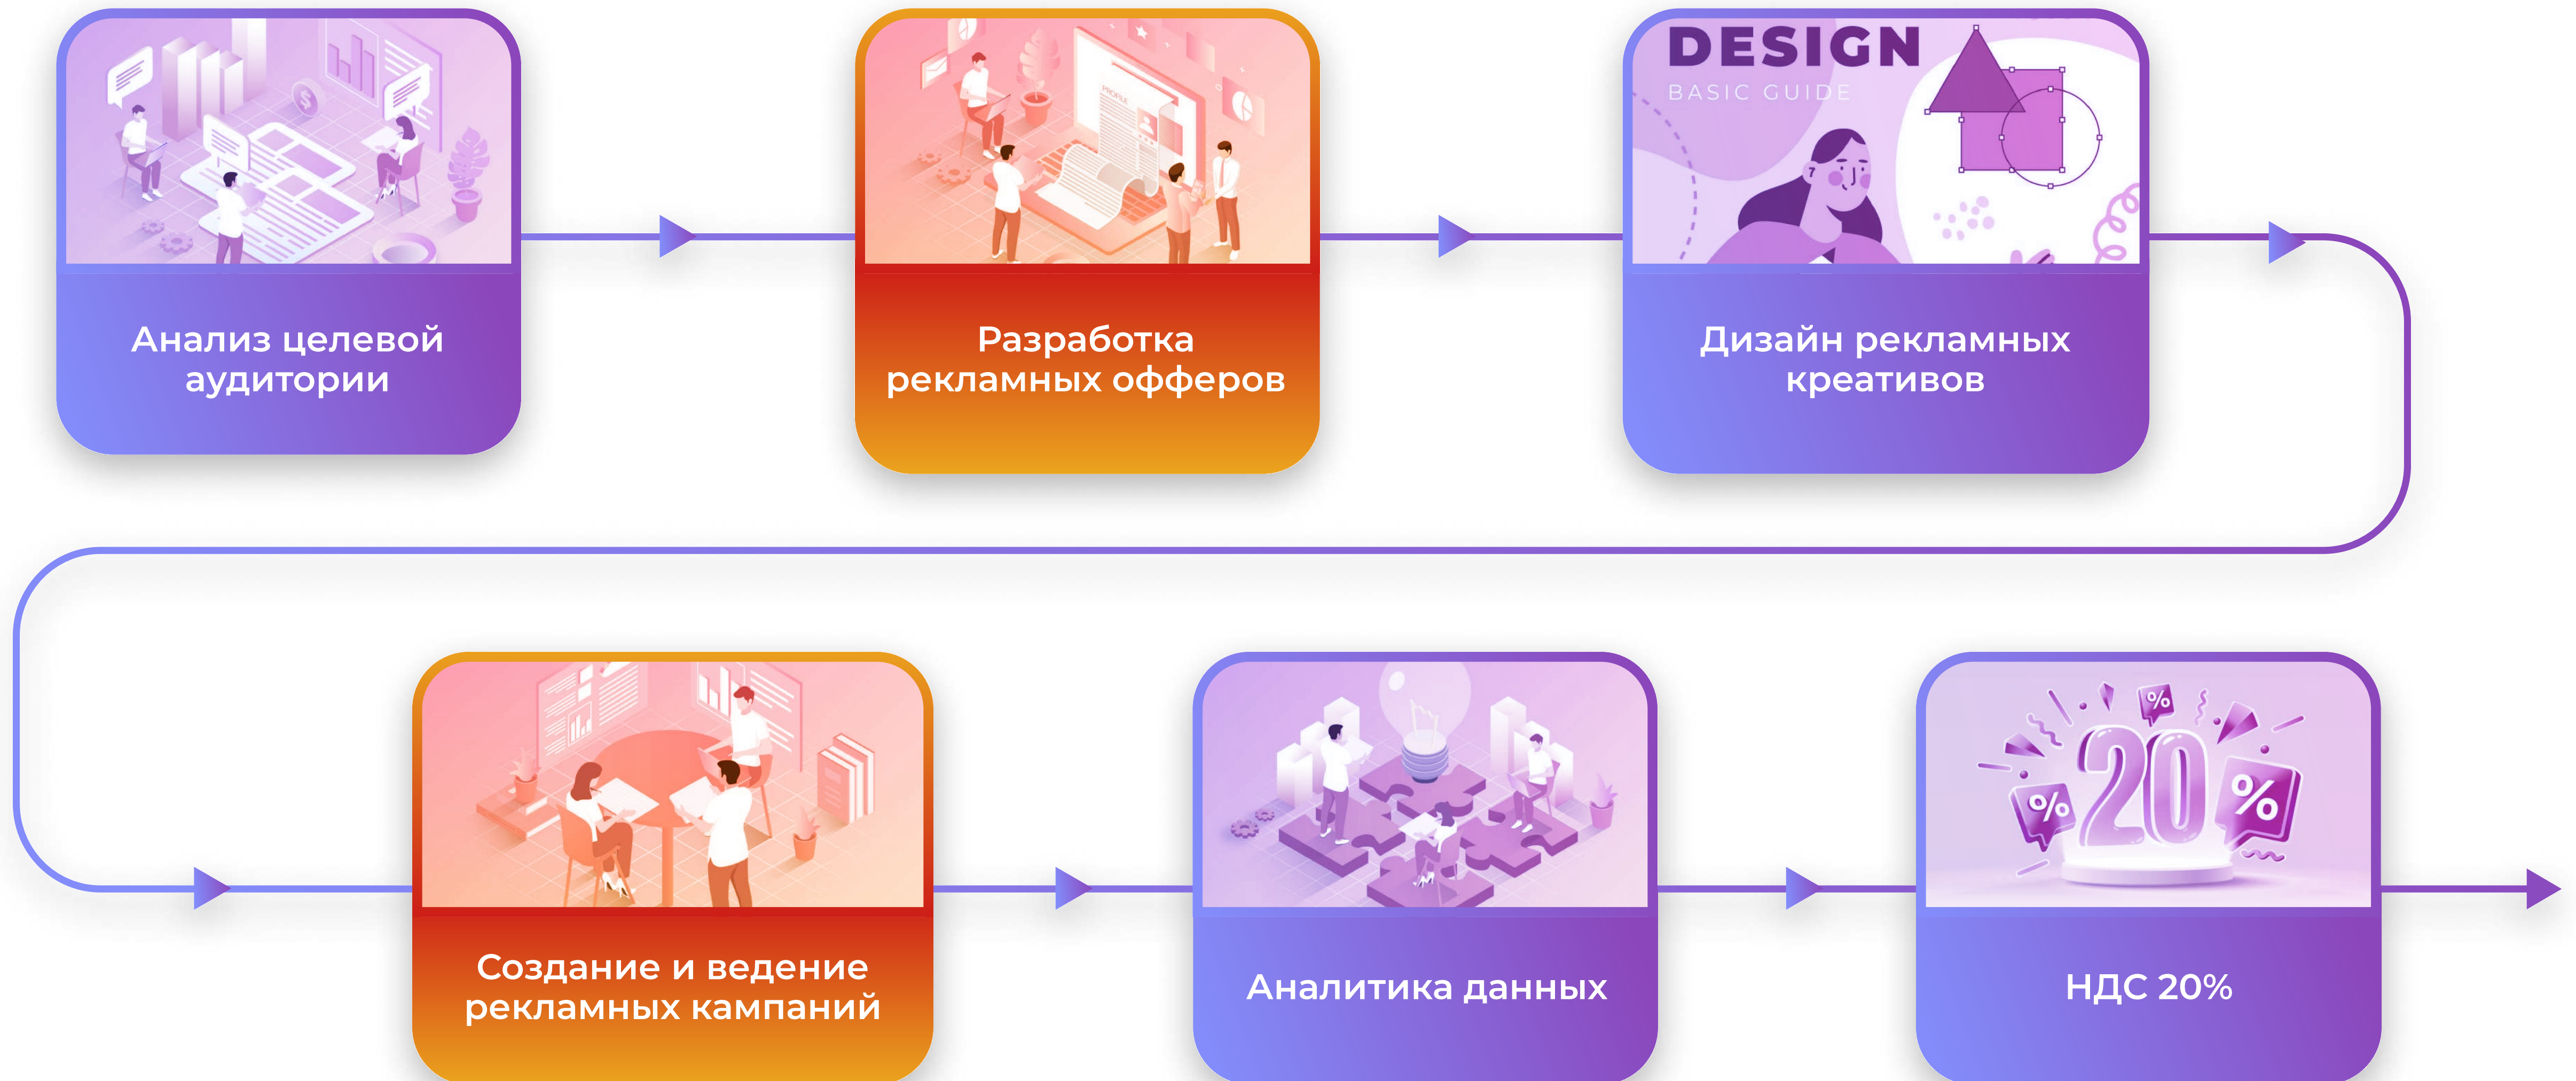 DESIGN
BASIC GUIDE
PROFILE
Анализ целевой
аудитории
Разработка
рекламных офферов
Дизайн рекламных
креативов
%
20
%
%
Создание и ведение
рекламных кампаний
Аналитика данных
НДС 20%